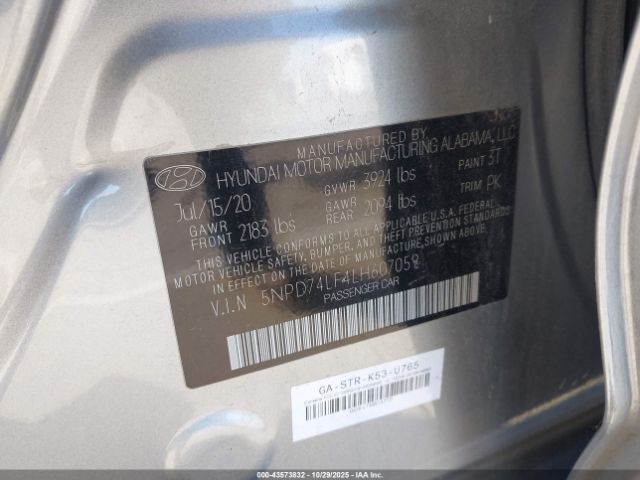 MANUFACTURED BY
HYUNDAI MOTOR MANUFACTURING ALABAMA, LLC
Jul/15/20 GVWR 3924 lbs PAINT 3T
GAWR FRONT 2183 lbs GAWR REAR 2094 lbs TRIM PK
THIS VEHICLE CONFORMS TO ALL APPLICABLE U.S. FEDERAL
MOTOR VEHICLE SAFETY, BUMPER, AND THEFT PREVENTION STANDARDS
IN EFFECT ON THE DATE OF MANUFACTURE SHOWN ABOVE.
V.I.N 5NPD74LF4LH607059
PASSENGER CAR
GA-STR-K53-U765
000-43573832 10/29/2025 IAAI.COM